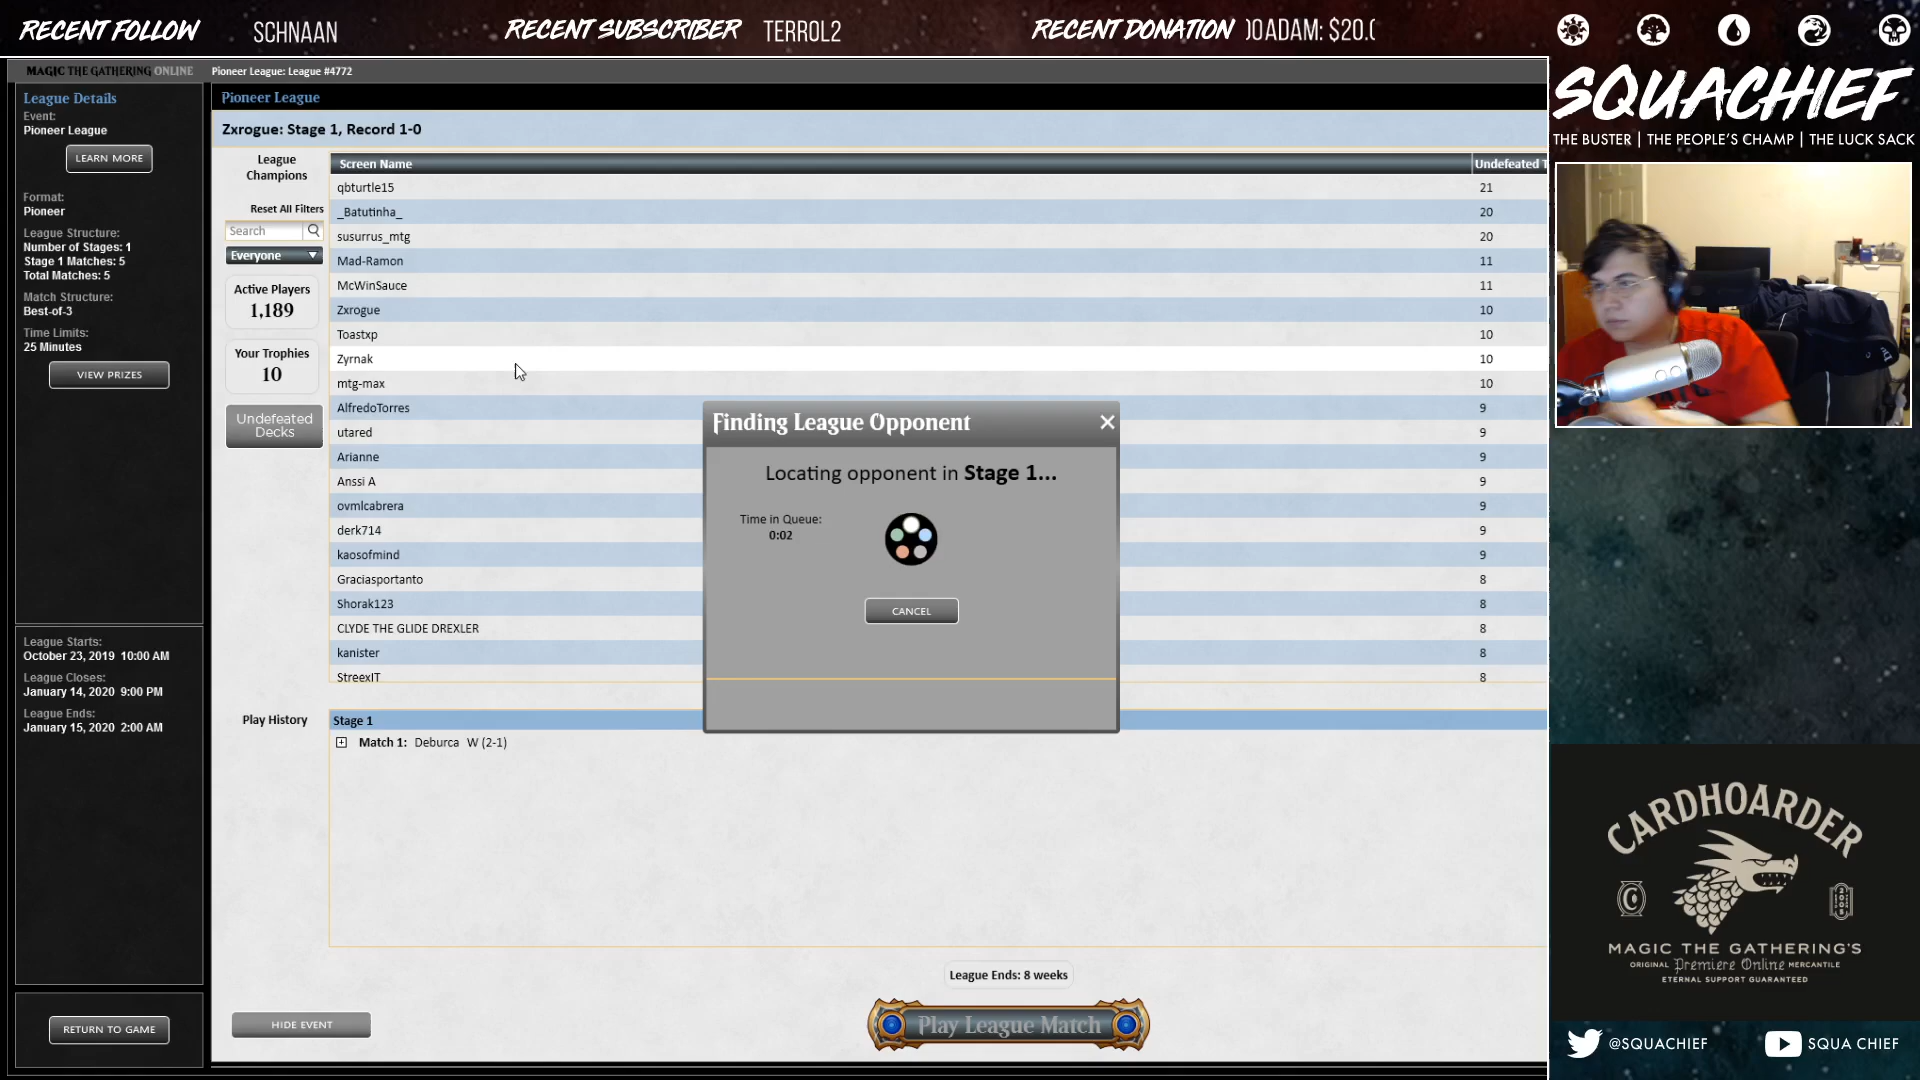 RECENT FOLLOW SCHNAAN RECENT SUBSCRIBER TERROL2 RECENT DONATION OADAM: $20.0
SQUACHIEF
THE BUSTER | THE PEOPLE'S CHAMP | THE LUCK SACK
MAGIC THE GATHERING ONLINE
Pioneer League: League #4772
League Details
Event:
Pioneer League
LEARN MORE
Format:
Pioneer
League Structure:
Number of Stages: 1
Stage 1 Matches: 5
Total Matches: 5
Match Structure:
Best-of-3
Time Limits:
25 Minutes
VIEW PRIZES
League Starts:
October 23, 2019 10:00 AM
League Closes:
January 14, 2020 9:00 PM
League Ends:
January 15, 2020 2:00 AM
RETURN TO GAME
Pioneer League
Zxrogue: Stage 1, Record 1-0
League
Champions
Reset All Filters
Search
Everyone
Active Players
1,189
Your Trophies
10
Undefeated
Decks
Screen Name Undefeated T
qbturtle15 21
_Batutinha_ 20
susurrus_mtg 20
Mad-Ramon 11
McWinSauce 11
Zxrogue 10
Toastxp 10
Zyrnak 10
mtg-max 10
AlfredoTorres 9
utared 9
Arianne 9
Anssi A 9
ovmlcabrera 9
derk714 9
kaosofmind 9
Graciasportanto 8
Shorak123 8
CLYDE THE GLIDE DREXLER 8
kanister 8
StreexIT 8
Finding League Opponent
Locating opponent in Stage 1...
Time in Queue:
0:02
CANCEL
Play History
Stage 1
Match 1: Deburca W (2-1)
League Ends: 8 weeks
HIDE EVENT
Play League Match
CARDHOARDER
MAGIC THE GATHERING'S
ORIGINAL Premiere Online MERCANTILE
ETERNAL SUPPORT GUARANTEED
@SQUACHIEF
SQUA CHIEF